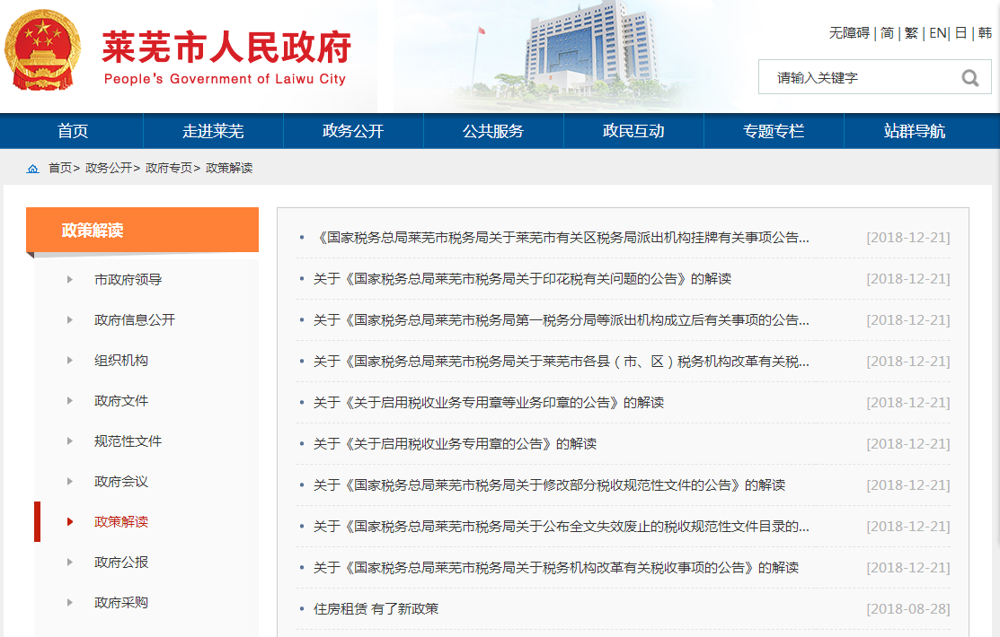 莱芜市人民政府
People's Government of Laiwu City
无障碍 | 简 | 繁 | EN| 日 | 韩
请输入关键字
首页 走进莱芜 政务公开 公共服务 政民互动 专题专栏 站群导航
首页> 政务公开> 政府专页> 政策解读
政策解读
市政府领导
政府信息公开
组织机构
政府文件
规范性文件
政府会议
政策解读
政府公报
政府采购
《国家税务总局莱芜市税务局关于莱芜市有关区税务局派出机构挂牌有关事项公告... [2018-12-21]
关于《国家税务总局莱芜市税务局关于印花税有关问题的公告》的解读 [2018-12-21]
关于《国家税务总局莱芜市税务局第一税务分局等派出机构成立后有关事项的公告... [2018-12-21]
关于《国家税务总局莱芜市税务局关于莱芜市各县（市、区）税务机构改革有关税... [2018-12-21]
关于《关于启用税收业务专用章等业务印章的公告》的解读 [2018-12-21]
关于《关于启用税收业务专用章的公告》的解读 [2018-12-21]
关于《国家税务总局莱芜市税务局关于修改部分税收规范性文件的公告》的解读 [2018-12-21]
关于《国家税务总局莱芜市税务局关于公布全文失效废止的税收规范性文件目录的... [2018-12-21]
关于《国家税务总局莱芜市税务局关于税务机构改革有关税收事项的公告》的解读 [2018-12-21]
住房租赁 有了新政策 [2018-08-28]